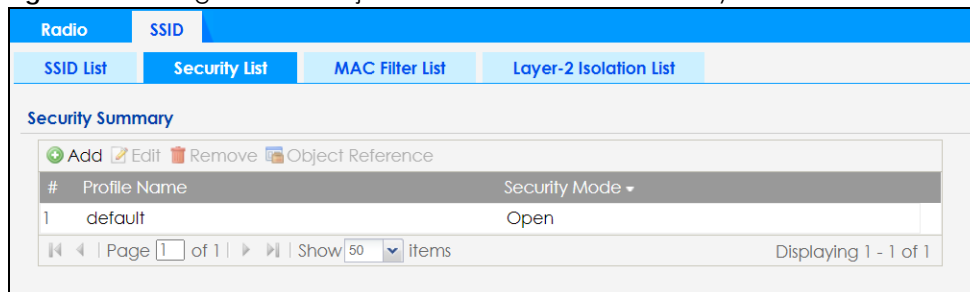 Radio SSID
SSID List Security List MAC Filter List Layer-2 Isolation List
Security Summary
Add Edit Remove Object Reference
# Profile Name Security Mode
1 default Open
Page 1 of 1 Show 50 items Displaying 1 - 1 of 1